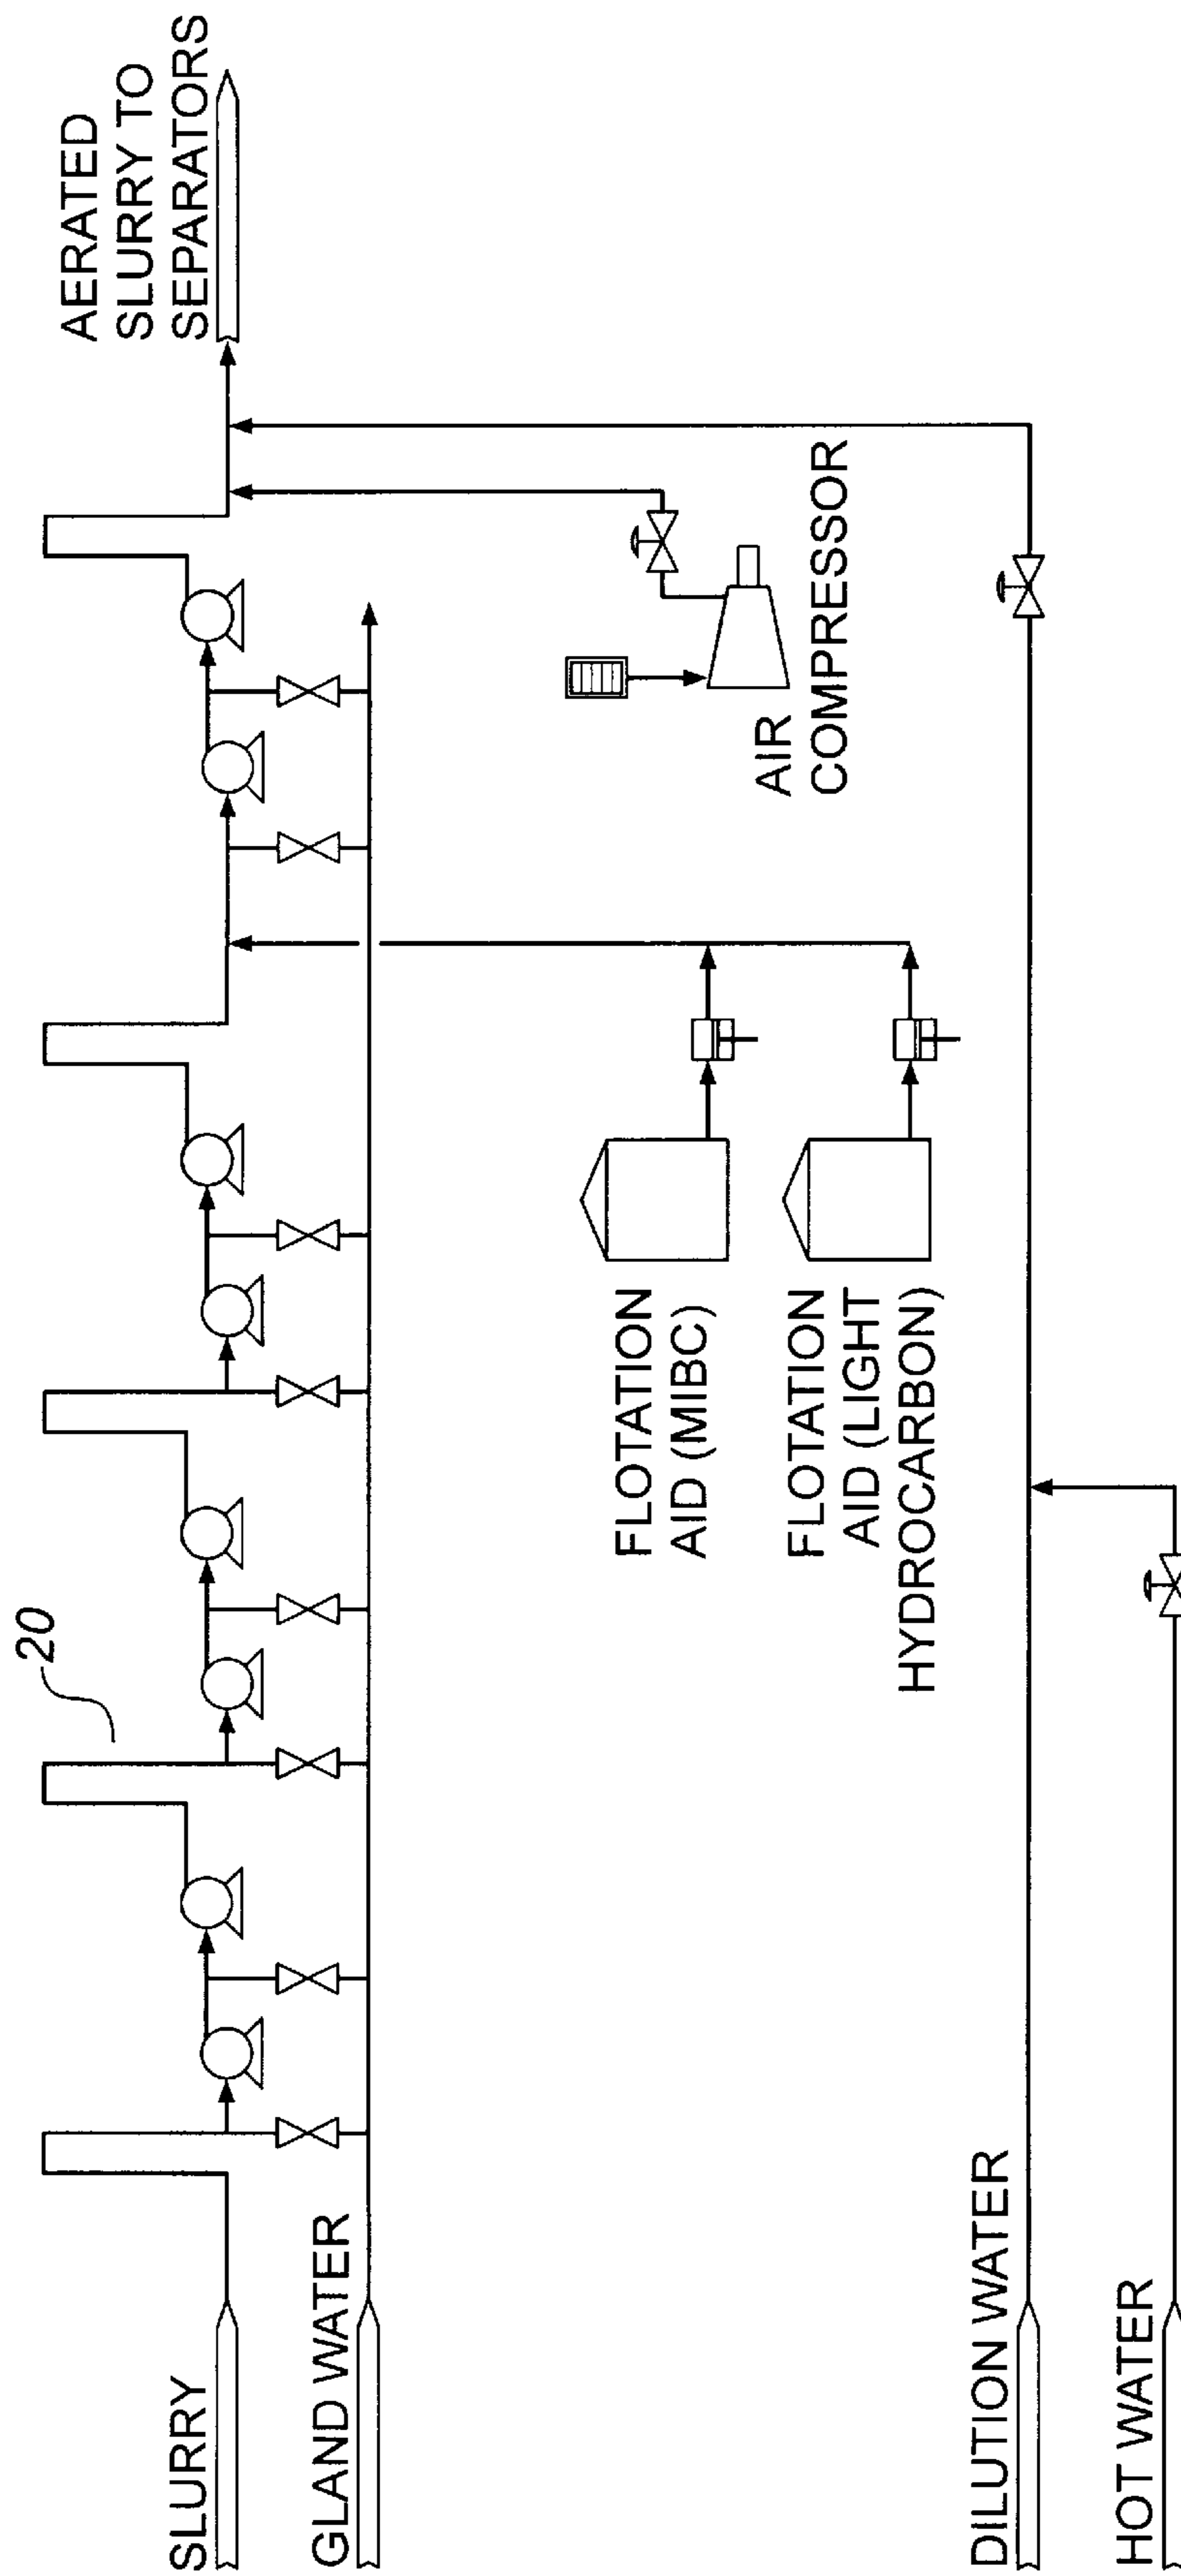 SLURRY
GLAND WATER
20
AERATED
SLURRY TO
SEPARATORS
FLOTATION
AID (MIBC)
FLOTATION
AID (LIGHT
HYDROCARBON)
AIR
COMPRESSOR
DILUTION WATER
HOT WATER